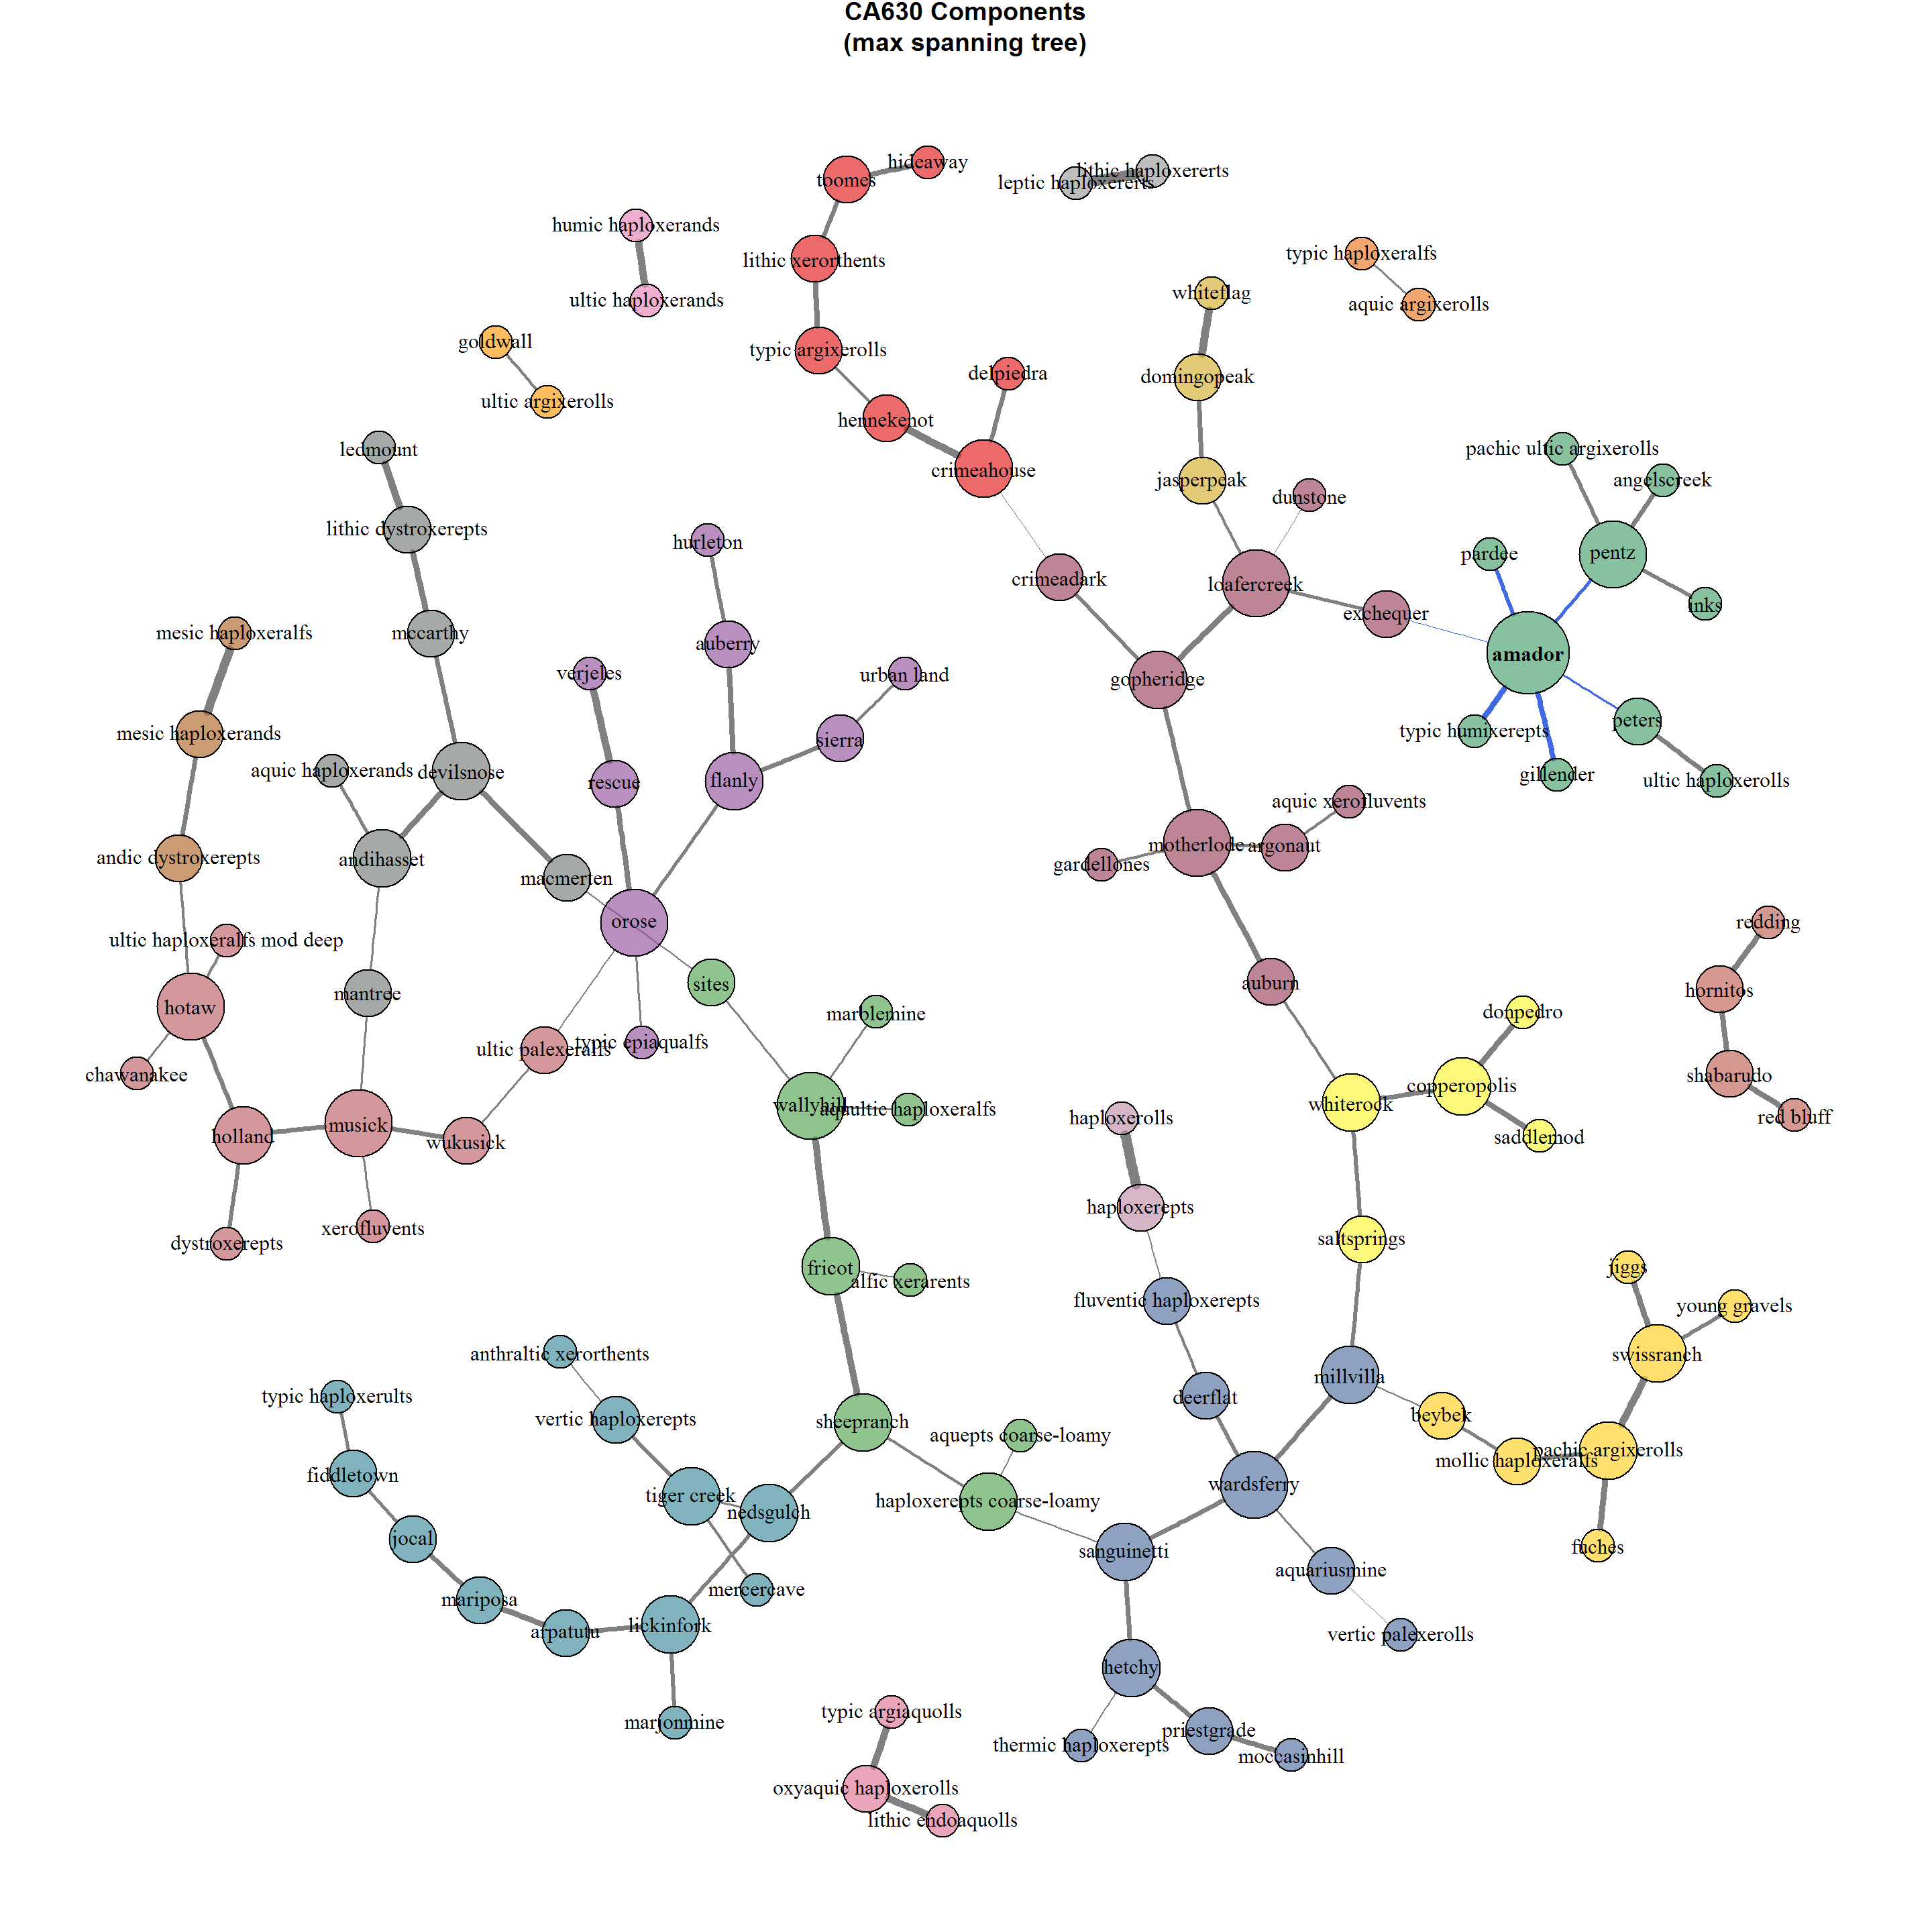 CA630 Components
(max spanning tree)
hideaway
toomes
lithic haploxererts
leptic haploxererts
humic haploxerands
lithic xerorthents
typic haploxeralfs
ultic haploxerands
whiteflag
aquic argixerolls
goldwall
typic argixerolls
delpiedra
domingopeak
ultic argixerolls
hennekenot
ledmount
pachic ultic argixerolls
crimeahouse
jasperpeak
angelscreek
dunstone
lithic dystroxerepts
hurleton
pardee
pentz
crimeadark
loafercreek
inks
exchequer
mesic haploxeralfs
mccarthy
auberry
amador
verjeles
urban land
gopheridge
peters
mesic haploxerands
typic humixerepts
sierra
aquic haploxerands
devilsnose
rescue
flanly
gillender
ultic haploxerolls
aquic xerofluvents
andic dystroxerepts
andihasset
motherlode
argonaut
gardellones
macmerten
orose
redding
ultic haploxeralfs mod deep
sites
auburn
hornitos
mantree
hotaw
marblemine
donpedro
ultic palexeralfs
typic epiaqualfs
chawanakee
shabarudo
copperopolis
whiterock
wallyhill
aquultic haploxeralfs
haploxerolls
red bluff
musick
holland
wukusick
saddlemod
haploxerepts
xerofluvents
dystroxerepts
saltsprings
fricot
alfic xerarents
jiggs
fluventic haploxerepts
young gravels
anthraltic xerorthents
swissranch
millvilla
typic haploxerults
deerflat
vertic haploxerepts
sheepranch
beybek
aquepts coarse-loamy
pachic argixerolls
mollic haploxeralfs
fiddletown
wardsferry
tiger creek
nedsgulch
haploxerepts coarse-loamy
jocal
fuches
sanguinetti
aquariusmine
mercercave
mariposa
lickinfork
arpatutu
vertic palexerolls
hetchy
typic argiaquolls
marjonmine
priestgrade
thermic haploxerepts
moccasinhill
oxyaquic haploxerolls
lithic endoaquolls